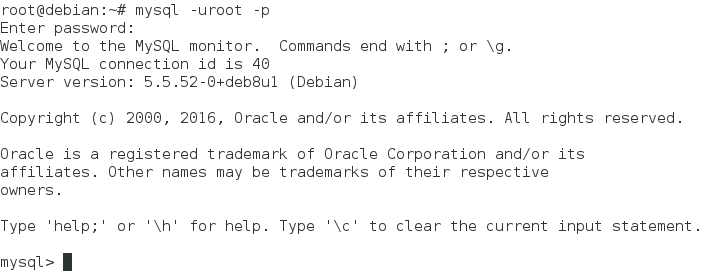 root@debian:~# mysql -uroot -p
Enter password:
Welcome to the MySQL monitor.  Commands end with ; or \g.
Your MySQL connection id is 40
Server version: 5.5.52-0+deb8u1 (Debian)

Copyright (c) 2000, 2016, Oracle and/or its affiliates. All rights reserved.

Oracle is a registered trademark of Oracle Corporation and/or its
affiliates. Other names may be trademarks of their respective
owners.

Type 'help;' or '\h' for help. Type '\c' to clear the current input statement.

mysql>